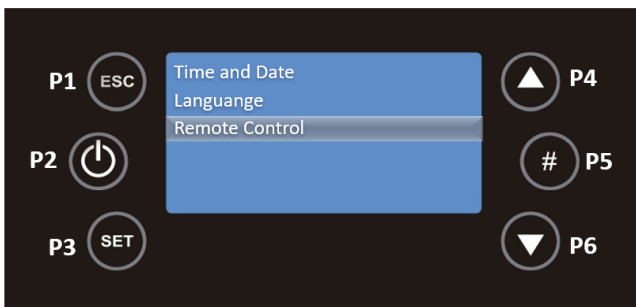 P1 ESC
P2
P3 SET
Time and Date
Languange
Remote Control
P4
# P5
P6